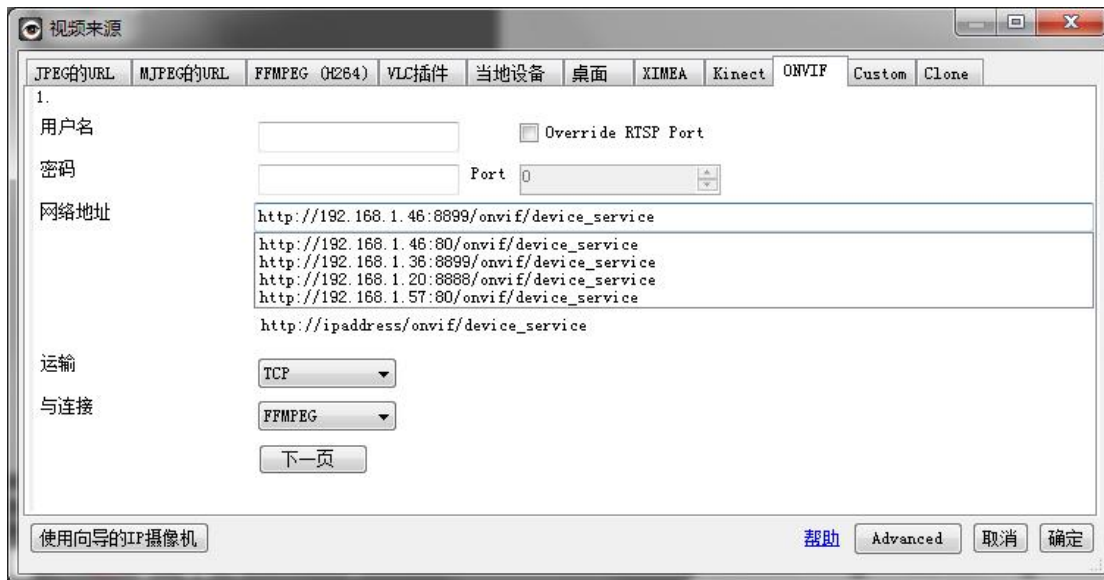 视频来源
JPEG的URL MJPEG的URL FFMPEG (H264) VLC插件 当地设备 桌面 XIMEA Kinect ONVIF Custom Clone
1.
用户名 Override RTSP Port
密码 Port 0
网络地址 http://192.168.1.46:8899/onvif/device_service
http://192.168.1.46:80/onvif/device_service
http://192.168.1.36:8899/onvif/device_service
http://192.168.1.20:8888/onvif/device_service
http://192.168.1.57:80/onvif/device_service
http://ipaddress/onvif/device_service
运输 TCP
与连接 FFMPEG
下一页
使用向导的IP摄像机 帮助 Advanced 取消 确定